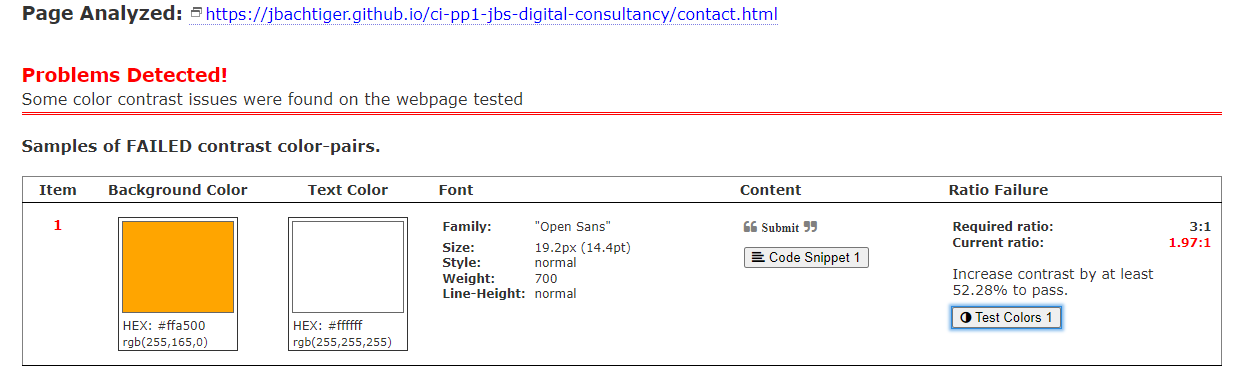 Page Analyzed: https://jbachtiger.github.io/ci-pp1-jbs-digital-consultancy/contact.html
Problems Detected!
Some color contrast issues were found on the webpage tested
Samples of FAILED contrast color-pairs.
Item Background Color Text Color Font Content Ratio Failure
1
HEX: #ffa500
rgb(255,165,0)
HEX: #ffffff
rgb(255,255,255)
Family: "Open Sans"
Size: 19.2px (14.4pt)
Style: normal
Weight: 700
Line-Height: normal
❝ Submit ❞
Code Snippet 1
Required ratio: 3:1
Current ratio: 1.97:1
Increase contrast by at least
52.28% to pass.
Test Colors 1